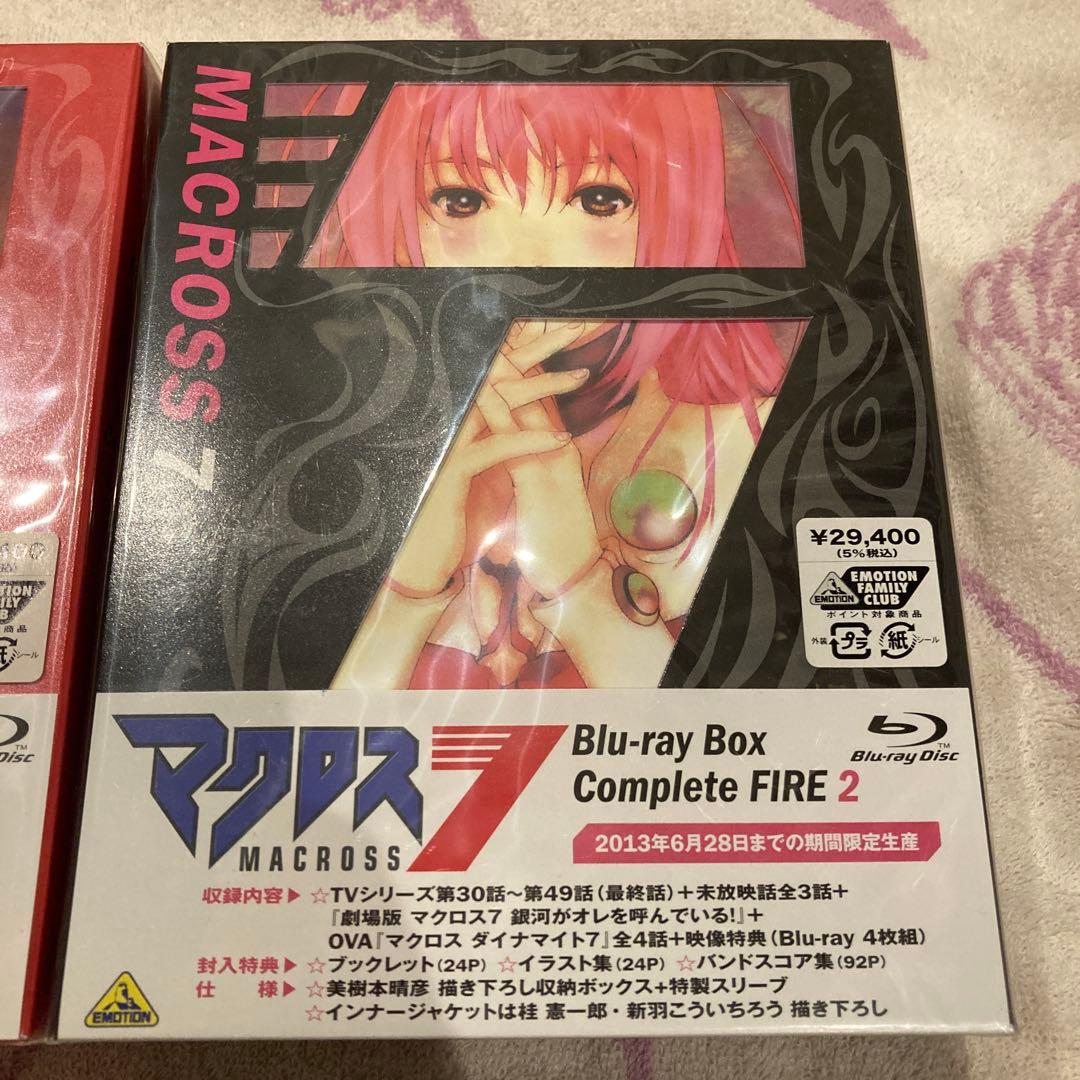 MACROSS 7
¥29,400
(5%税込)
EMOTION
EMOTION
FAMILY
CLUB
ポイント対象商品
外装 プラ 紙 シール
マクロス7
MACROSS
Blu-ray Box
Complete FIRE 2
Blu-ray Disc
TM
2013年6月28日までの期間限定生産
収録内容▶ ☆TVシリーズ第30話〜第49話(最終話)+未放映話全3話+
『劇場版 マクロス7 銀河がオレを呼んでいる!』+
OVA『マクロス ダイナマイト7』全4話+映像特典(Blu-ray 4枚組)
封入特典▶ ☆ブックレット(24P) ☆イラスト集(24P) ☆バンドスコア集(92P)
仕 様▶ ☆美樹本晴彦 描き下ろし収納ボックス+特製スリーブ
☆インナージャケットは桂 憲一郎・新羽こういちろう 描き下ろし
EMOTION
紙 シール
TM
Disc